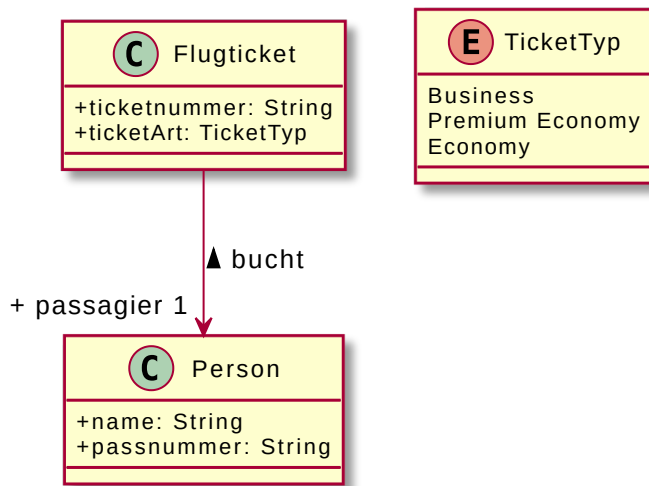 C Flugticket
+ticketnummer: String
+ticketArt: TicketTyp
E TicketTyp
Business
Premium Economy
Economy
bucht
+ passagier 1
C Person
+name: String
+passnummer: String